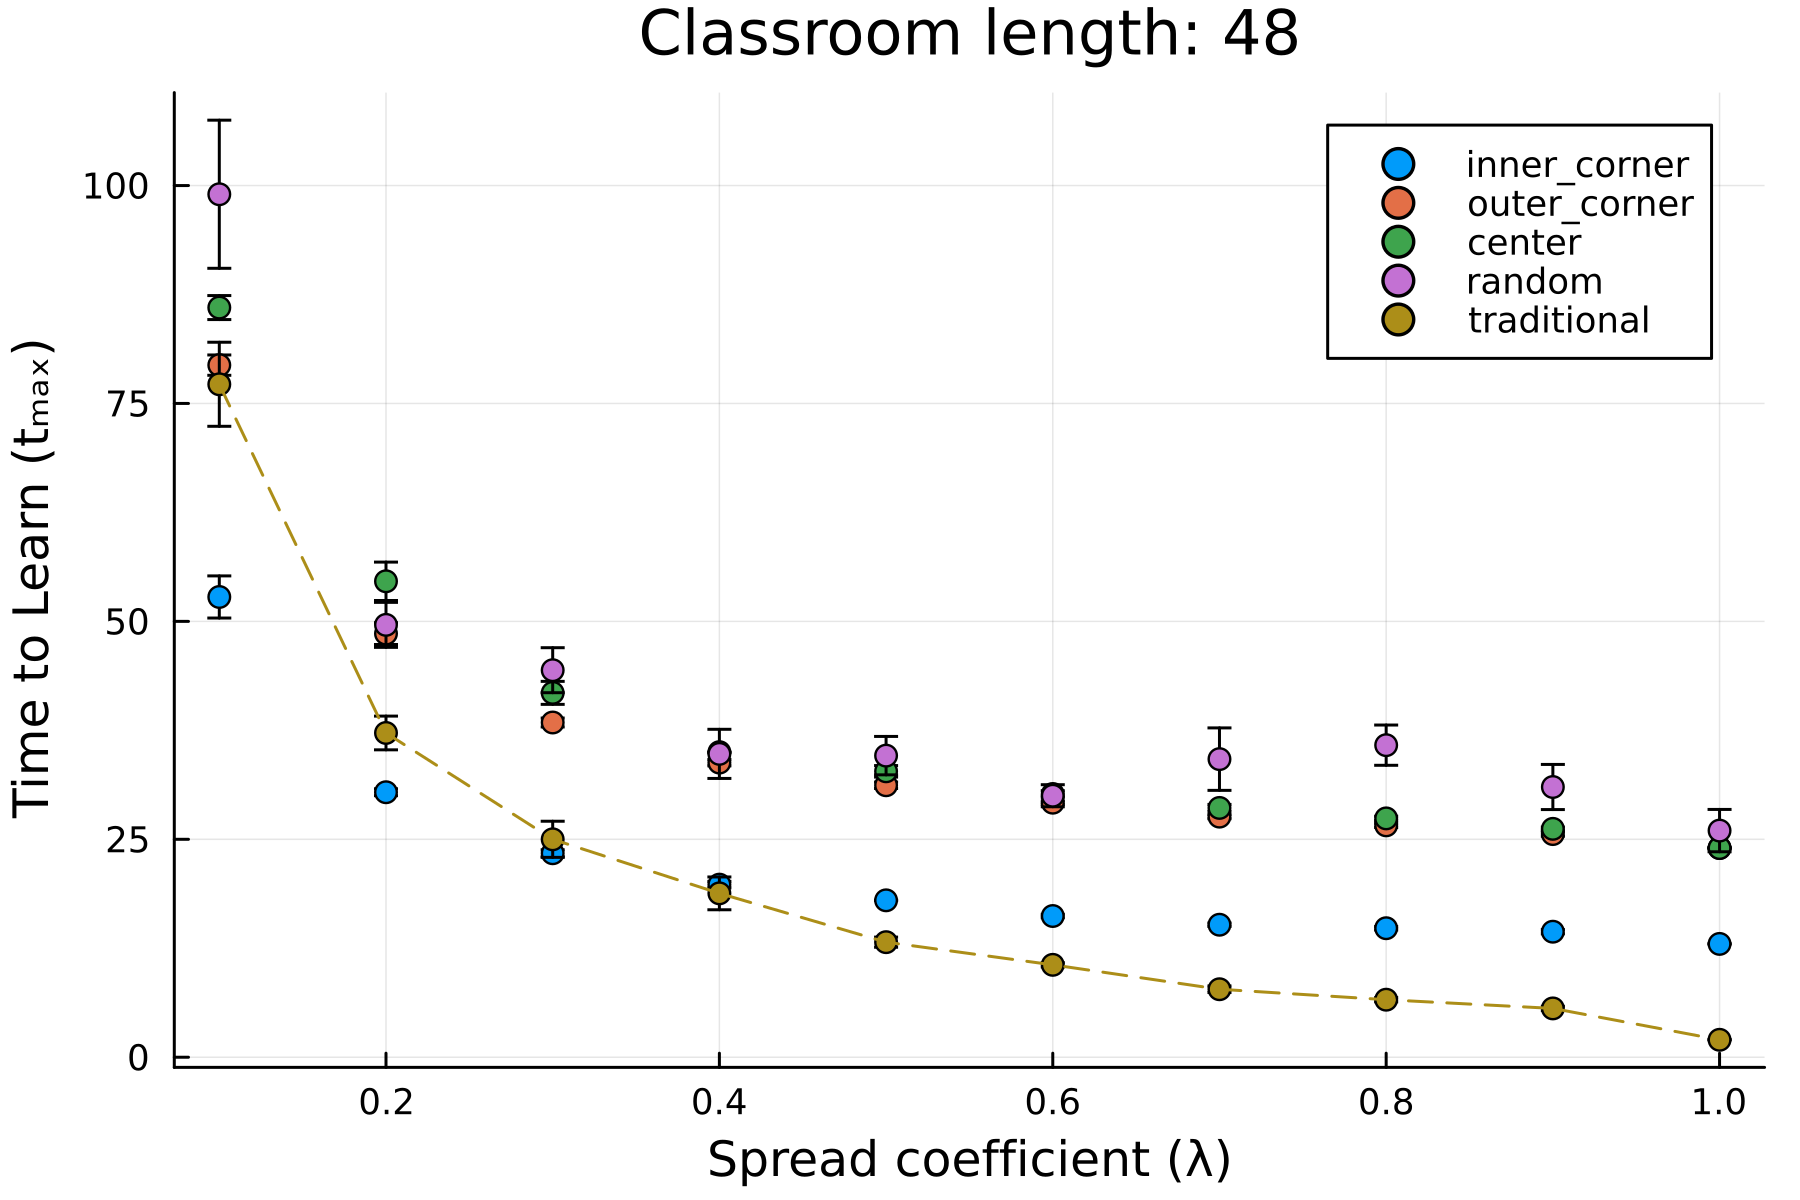 Classroom length: 48
Time to Learn (tₘₐₓ)
100
75
50
25
0
inner_corner
outer_corner
center
random
traditional
0.2 0.4 0.6 0.8 1.0
Spread coefficient (λ)